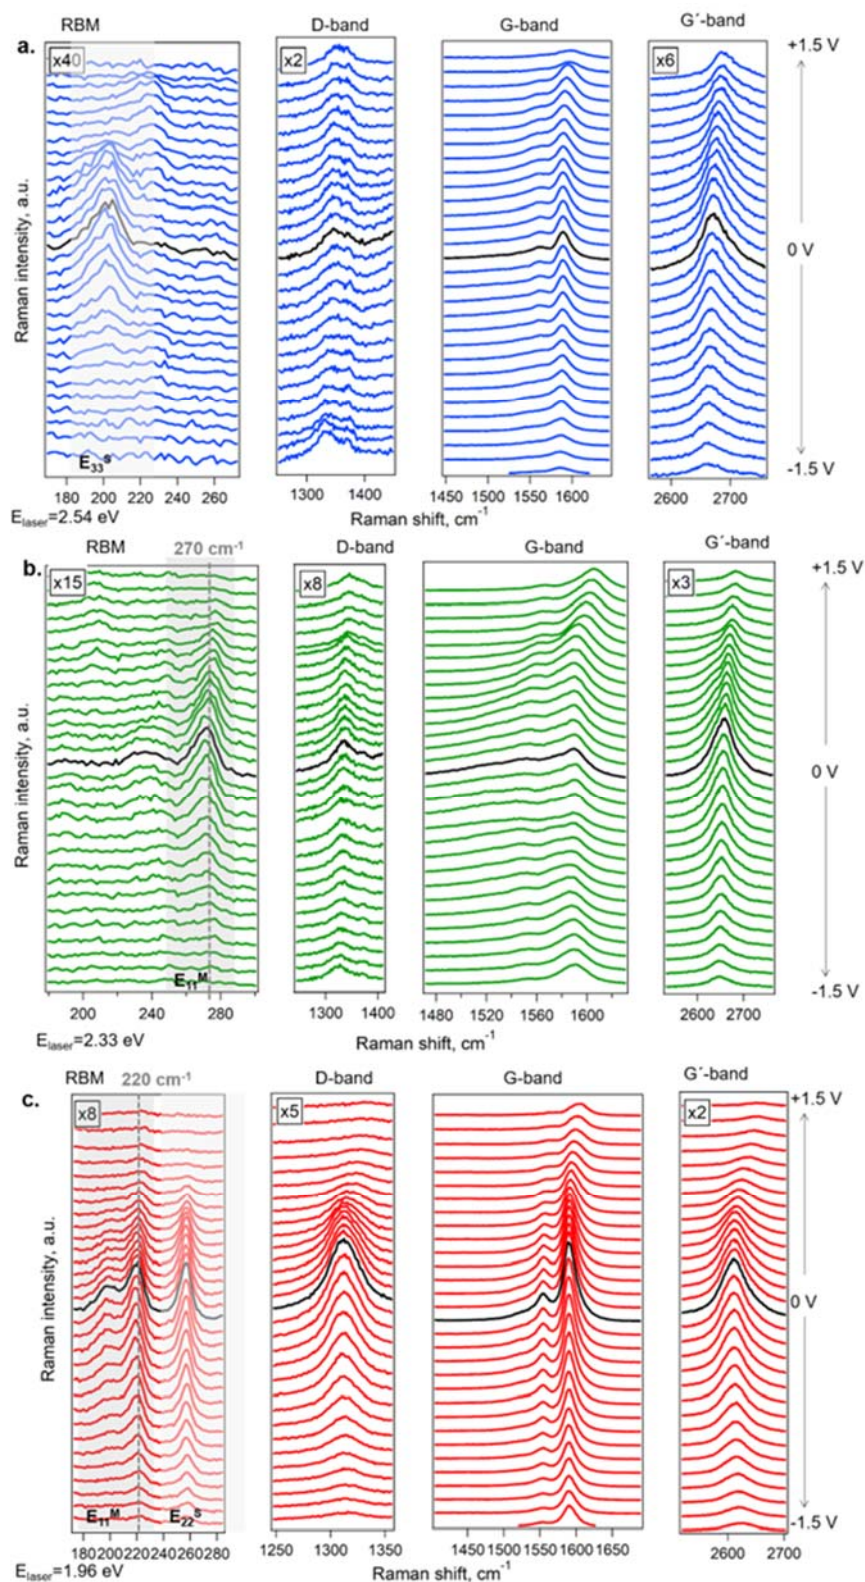 RBM D-band G-band G´-band
a. x40 x2 x6 +1.5 V
Raman intensity, a.u.
0 V
-1.5 V
E33S
180 200 220 240 260 1300 1400 1450 1500 1550 1600 2600 2700
Elaser=2.54 eV Raman shift, cm-1
RBM 270 cm-1 D-band G-band G´-band
b. x15 x8 x3 +1.5 V
Raman intensity, a.u.
0 V
-1.5 V
E11M
200 240 280 1300 1400 1480 1520 1560 1600 2600 2700
Elaser=2.33 eV Raman shift, cm-1
RBM 220 cm-1 D-band G-band G´-band
c. x8 x5 x2 +1.5 V
Raman intensity, a.u.
0 V
-1.5 V
E11M E22S
180 200 220 240 260 280 1250 1300 1350 1450 1500 1550 1600 1650 2600 2700
Elaser=1.96 eV Raman shift, cm-1